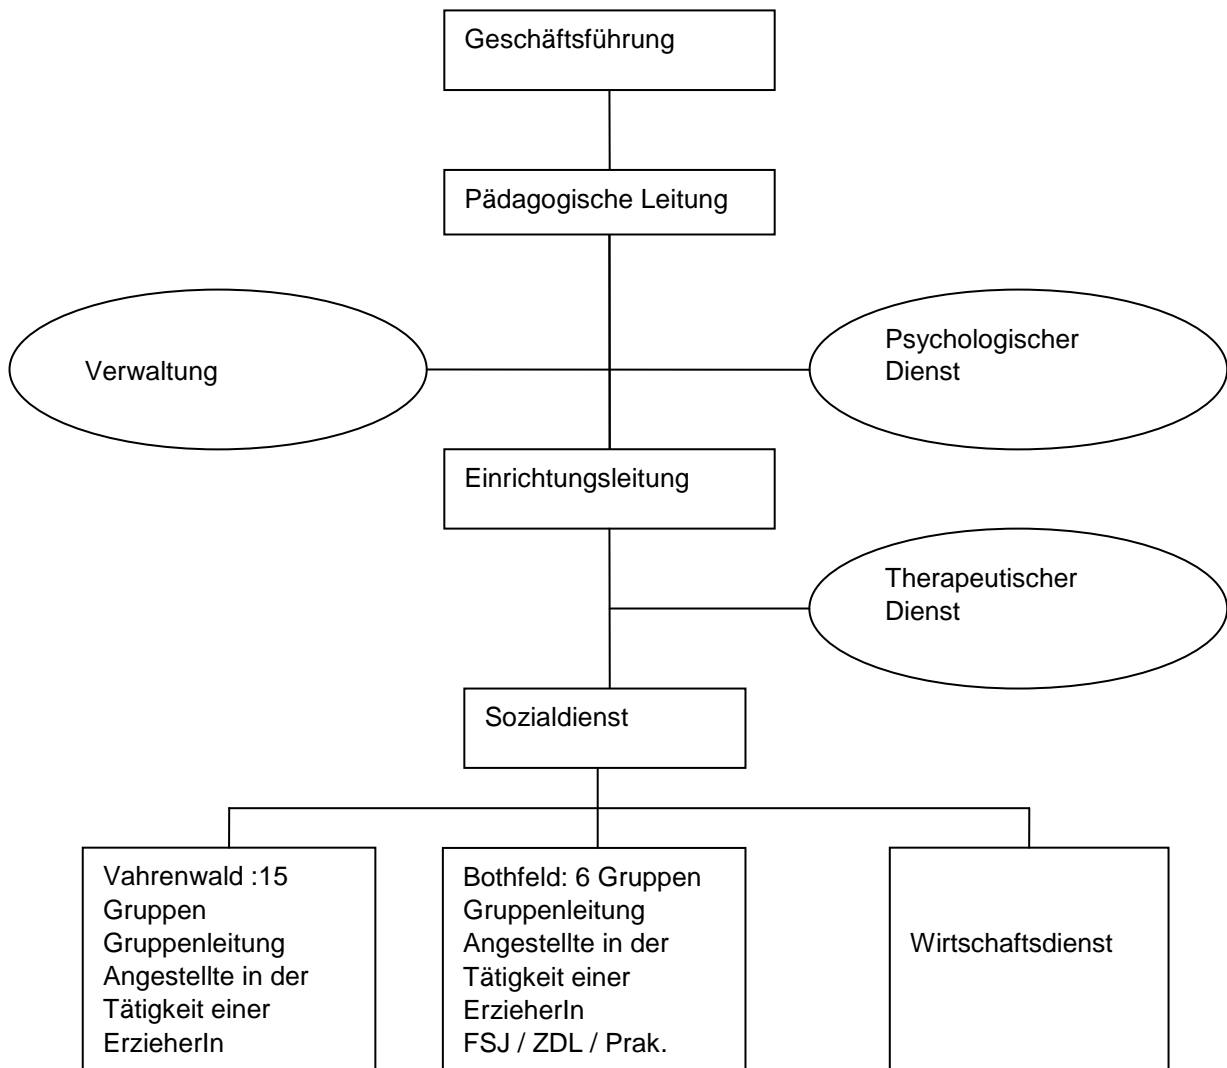 Geschäftsführung
Pädagogische Leitung
Verwaltung
Psychologischer
Dienst
Einrichtungsleitung
Therapeutischer
Dienst
Sozialdienst
Vahrenwald :15
Gruppen
Gruppenleitung
Angestellte in der
Tätigkeit einer
ErzieherIn
Bothfeld: 6 Gruppen
Gruppenleitung
Angestellte in der
Tätigkeit einer
ErzieherIn
FSJ / ZDL / Prak.
Wirtschaftsdienst